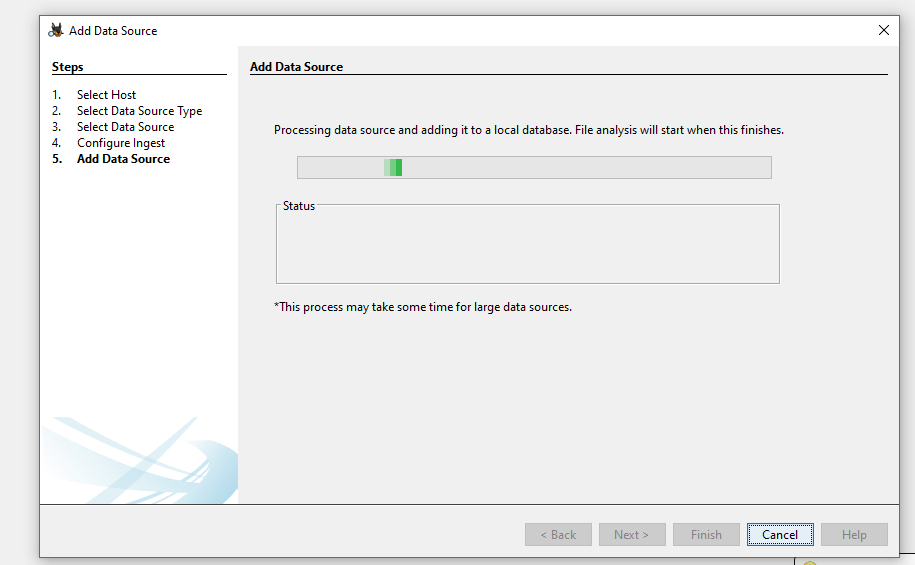 Add Data Source
Steps
1. Select Host
2. Select Data Source Type
3. Select Data Source
4. Configure Ingest
5. Add Data Source
Add Data Source
Processing data source and adding it to a local database. File analysis will start when this finishes.
Status
*This process may take some time for large data sources.
< Back
Next >
Finish
Cancel
Help